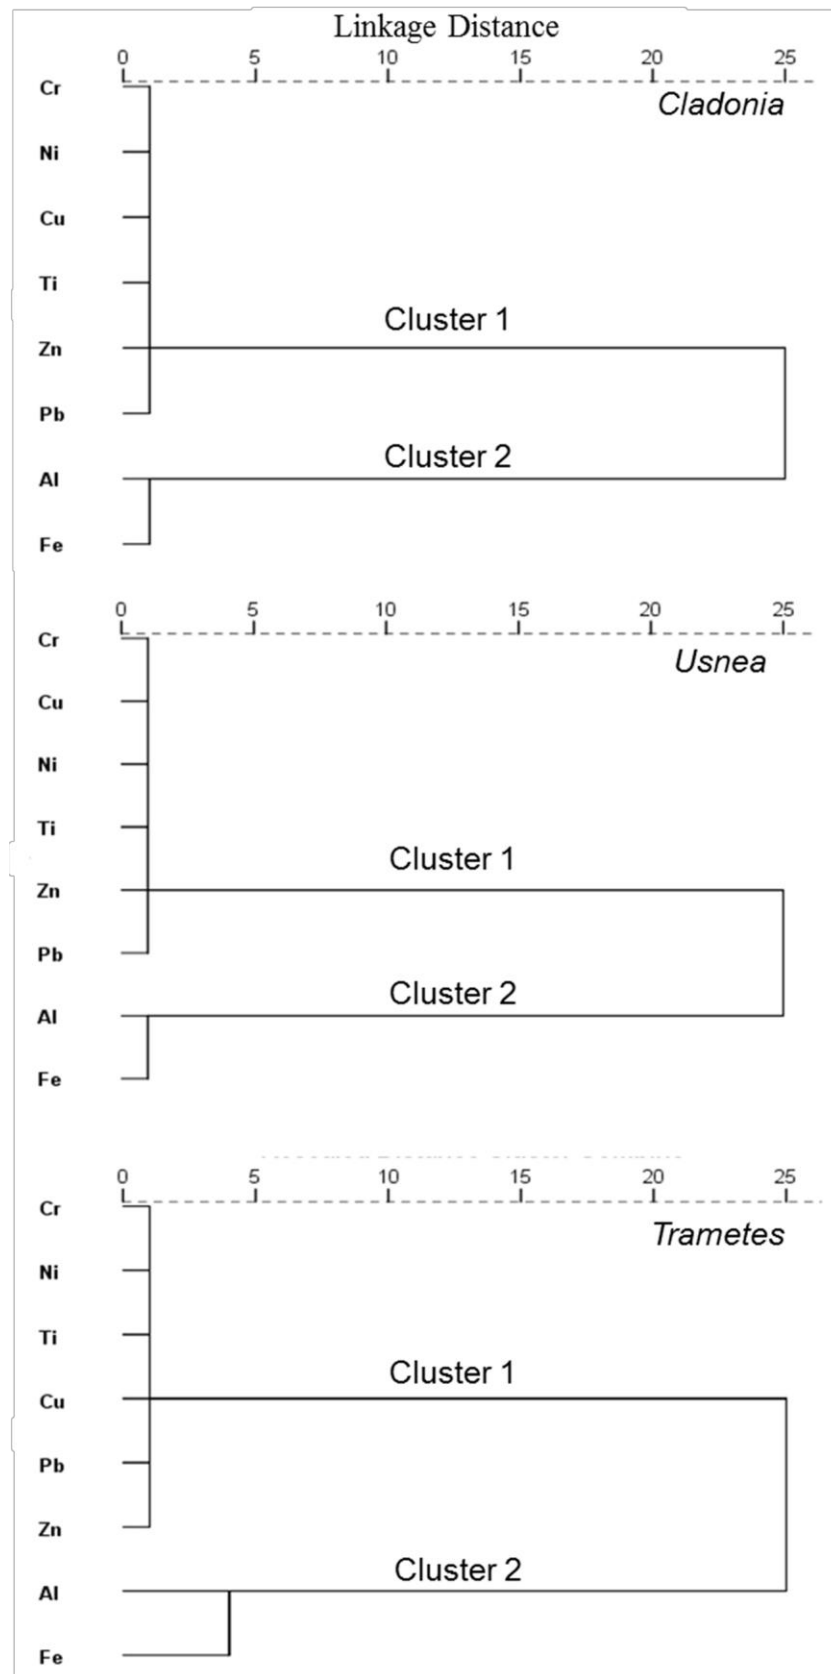 Linkage Distance
0 5 10 15 20 25
Cr
Cladonia
Ni
Cu
Ti
Cluster 1
Zn
Pb
Cluster 2
Al
Fe
0 5 10 15 20 25
Cr
Usnea
Cu
Ni
Ti
Cluster 1
Zn
Pb
Cluster 2
Al
Fe
0 5 10 15 20 25
Cr
Trametes
Ni
Ti
Cluster 1
Cu
Pb
Zn
Cluster 2
Al
Fe